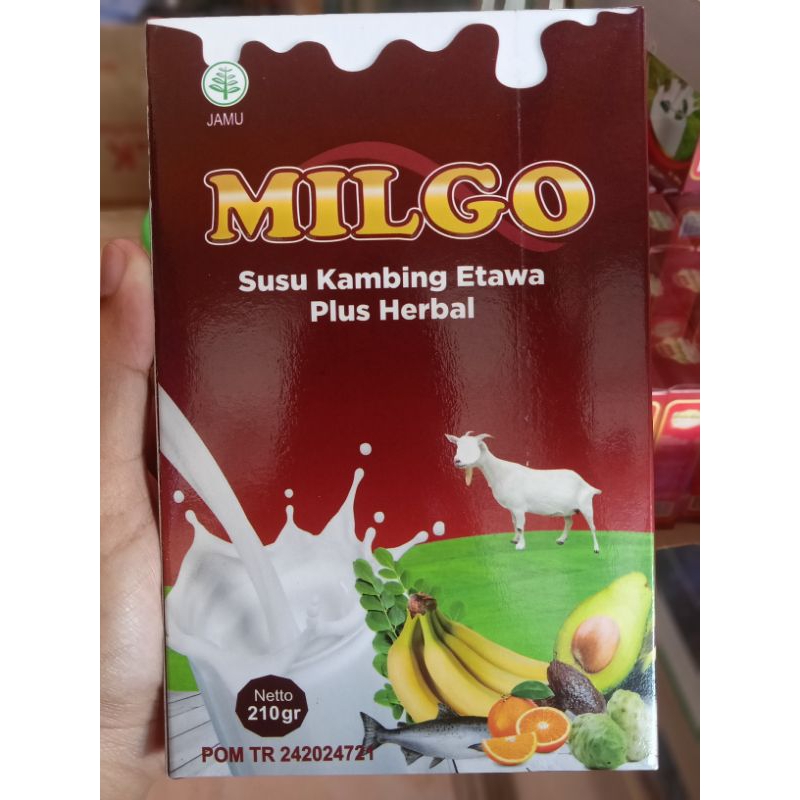 JAMU
MILGO
Susu Kambing Etawa
Plus Herbal
Netto
210gr
POM TR 242024721